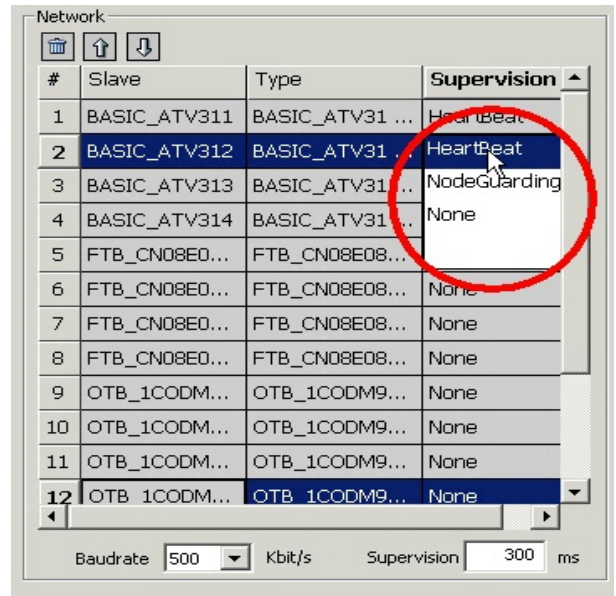 Network
# Slave Type Supervision
1 BASIC_ATV311 BASIC_ATV31 ... HeartBeat
2 BASIC_ATV312 BASIC_ATV31 ... HeartBeat
3 BASIC_ATV313 BASIC_ATV31... NodeGuarding
4 BASIC_ATV314 BASIC_ATV31 None
5 FTB_CN08E0... FTB_CN08E08...
6 FTB_CN08E0... FTB_CN08E08... None
7 FTB_CN08E0... FTB_CN08E08... None
8 FTB_CN08E0... FTB_CN08E08... None
9 OTB_1CODM... OTB_1CODM9... None
10 OTB_1CODM... OTB_1CODM9... None
11 OTB_1CODM... OTB_1CODM9... None
12 OTB_1CODM... OTB_1CODM9... None
Baudrate 500 Kbit/s Supervision 300 ms